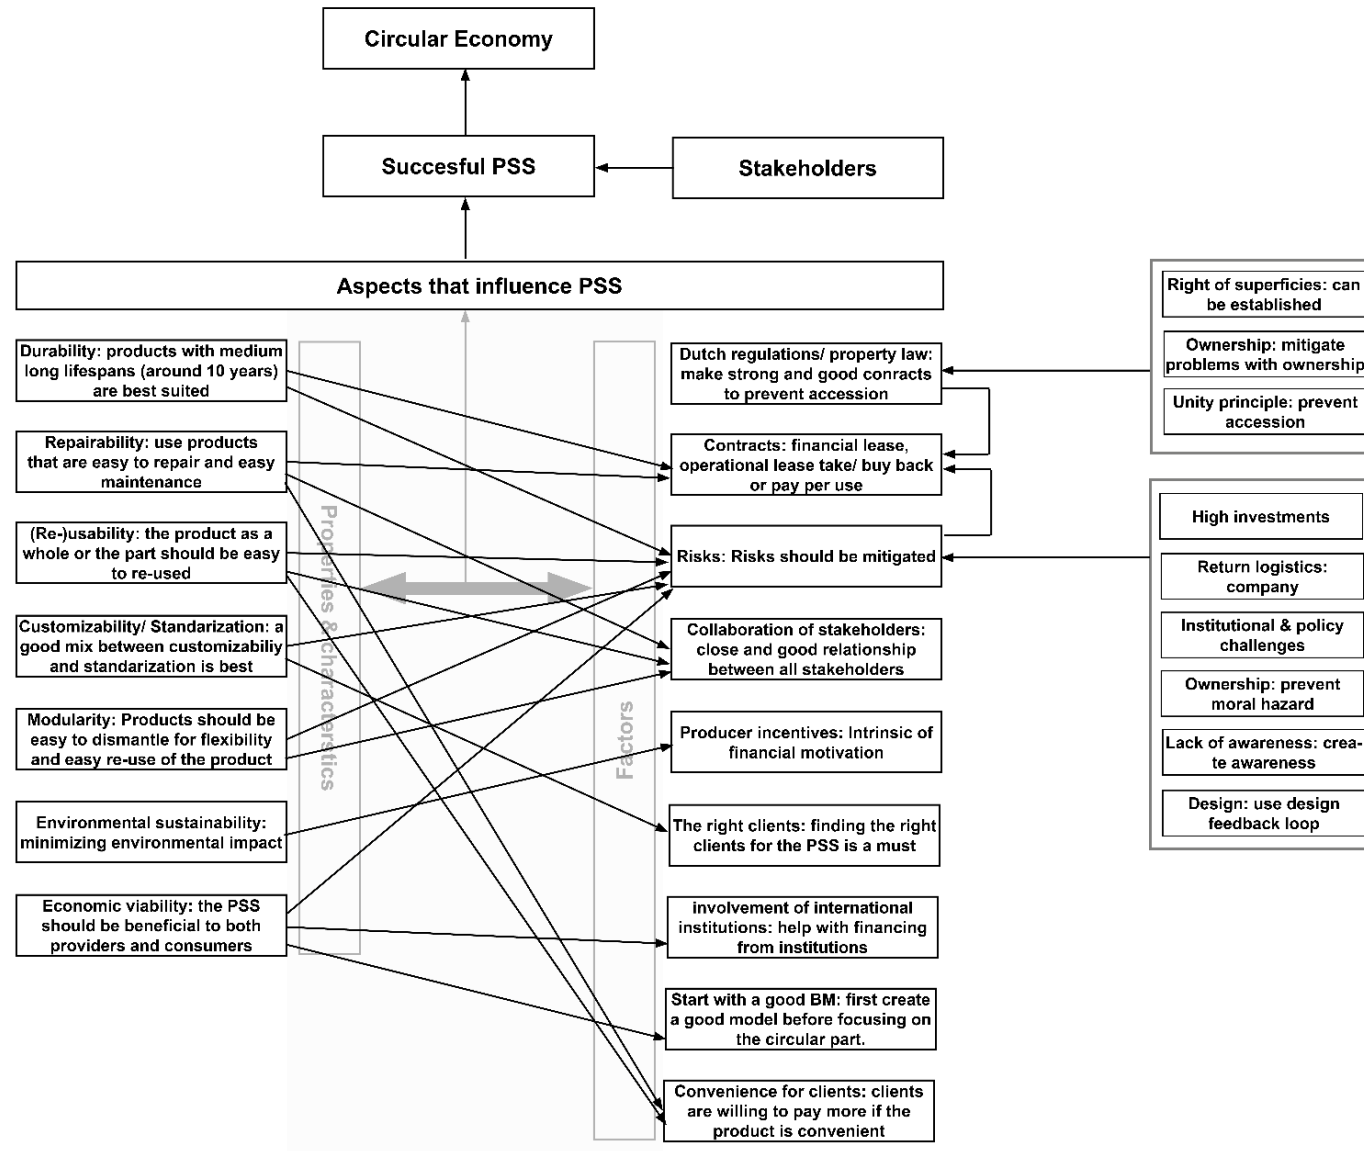 Circular Economy
Succesful PSS
Stakeholders
Aspects that influence PSS
Durability: products with medium
long lifespans (around 10 years)
are best suited
Repairability: use products
that are easy to repair and easy
maintenance
(Re-)usability: the product as a
whole or the part should be easy
to re-used
Customizability/ Standarization: a
good mix between customizabiliy
and standarization is best
Modularity: Products should be
easy to dismantle for flexibility
and easy re-use of the product
Environmental sustainability:
minimizing environmental impact
Economic viability: the PSS
should be beneficial to both
providers and consumers
Properties & characterstics
Factors
Dutch regulations/ property law:
make strong and good conracts
to prevent accession
Contracts: financial lease,
operational lease take/ buy back
or pay per use
Risks: Risks should be mitigated
Collaboration of stakeholders:
close and good relationship
between all stakeholders
Producer incentives: Intrinsic of
financial motivation
The right clients: finding the right
clients for the PSS is a must
involvement of international
institutions: help with financing
from institutions
Start with a good BM: first create
a good model before focusing on
the circular part.
Convenience for clients: clients
are willing to pay more if the
product is convenient
Right of superficies: can
be established
Ownership: mitigate
problems with ownership
Unity principle: prevent
accession
High investments
Return logistics:
company
Institutional & policy
challenges
Ownership: prevent
moral hazard
Lack of awareness: crea-
te awareness
Design: use design
feedback loop